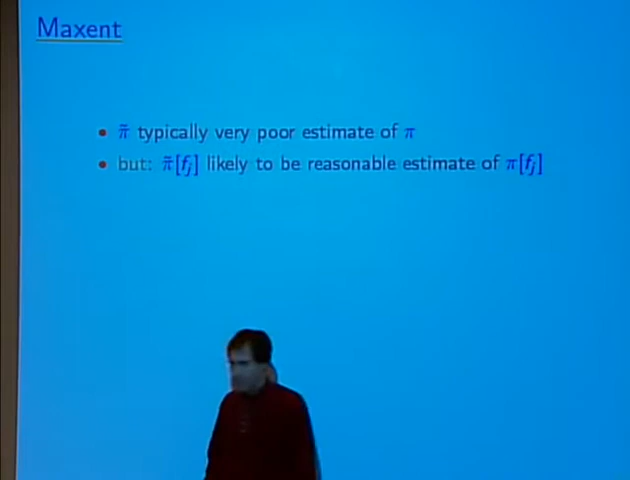 Maxent
• π̃ typically very poor estimate of π
• but: π̃[fⱼ] likely to be reasonable estimate of π[fⱼ]